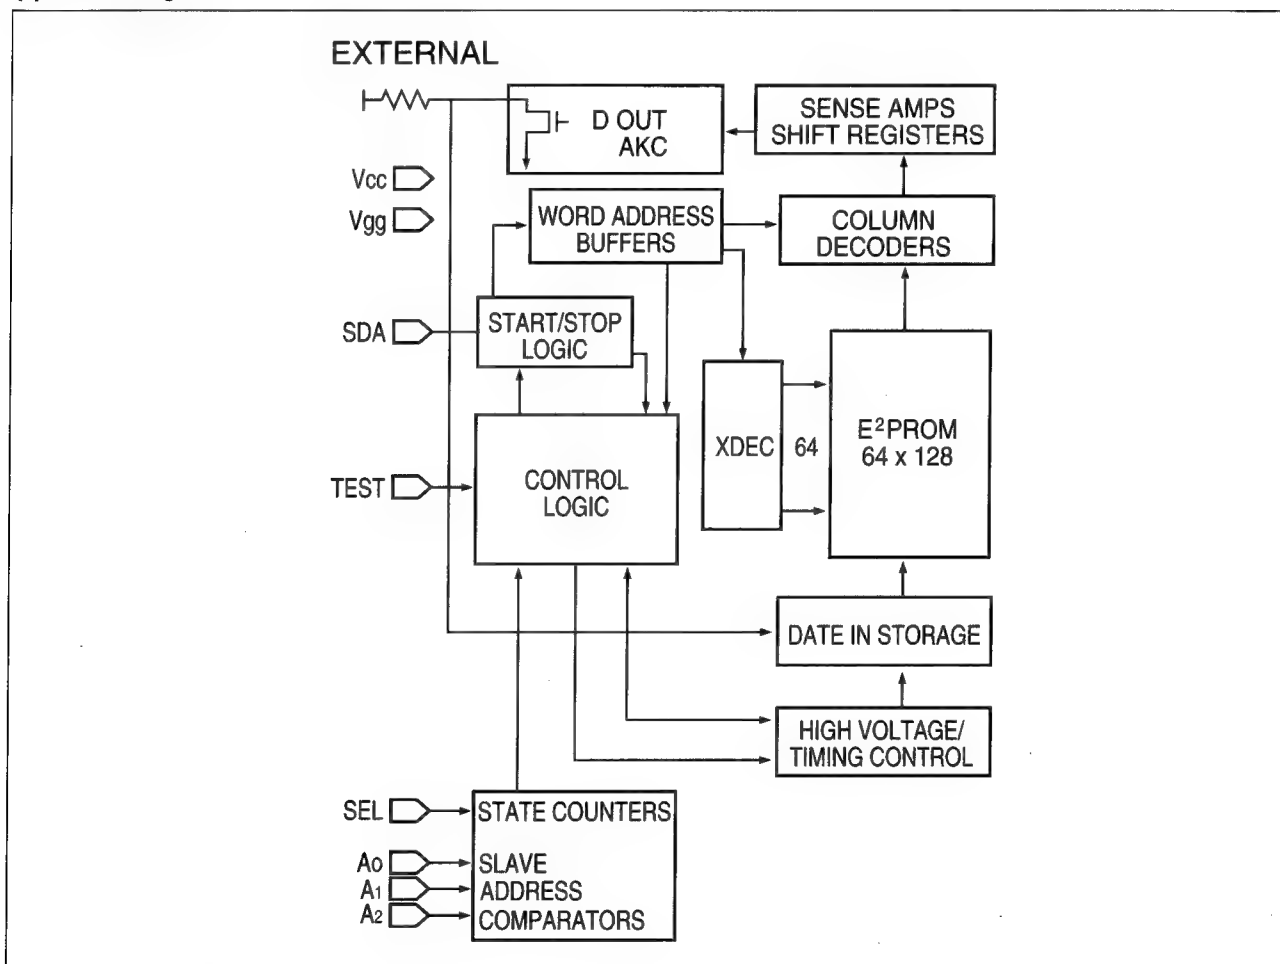 EXTERNAL
D OUT
AKC
SENSE AMPS
SHIFT REGISTERS
Vcc
Vgg
WORD ADDRESS
BUFFERS
COLUMN
DECODERS
SDA
START/STOP
LOGIC
XDEC
64
E²PROM
64 x 128
TEST
CONTROL
LOGIC
DATE IN STORAGE
HIGH VOLTAGE/
TIMING CONTROL
SEL
STATE COUNTERS
A0
SLAVE
A1
ADDRESS
A2
COMPARATORS